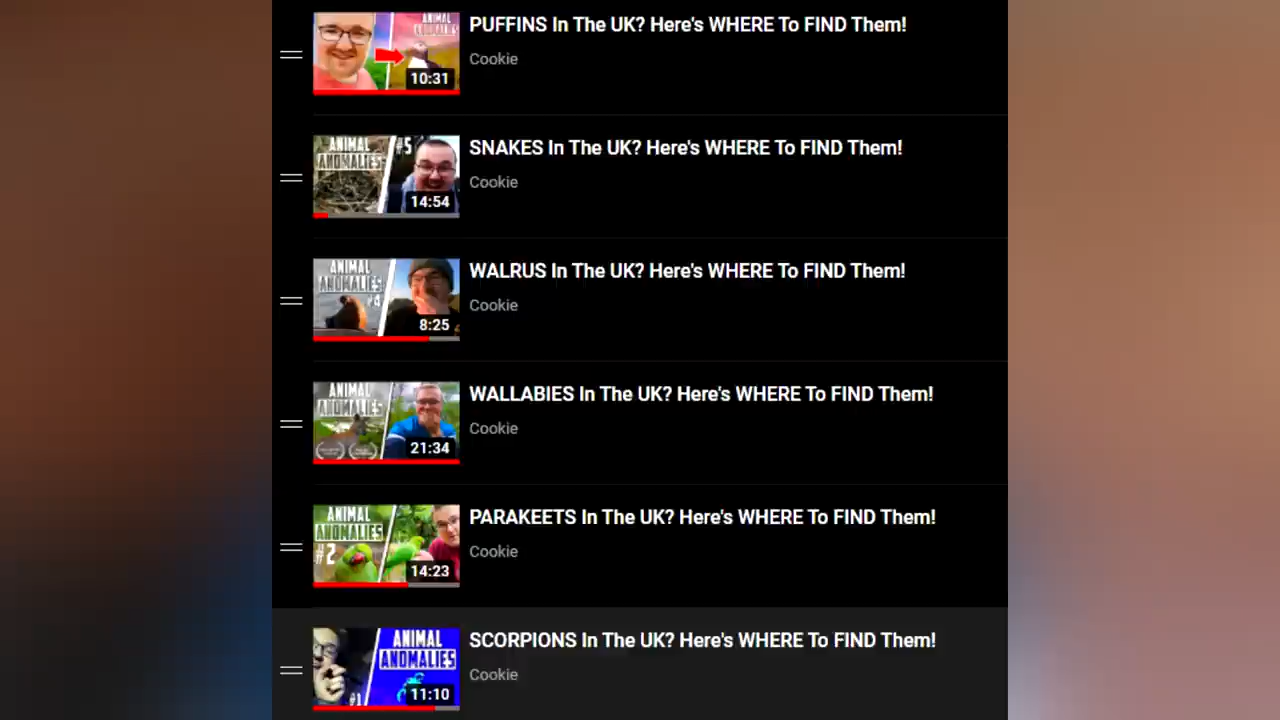 ANIMAL
ANOMALIES
10:31
PUFFINS In The UK? Here's WHERE To FIND Them!
Cookie
ANIMAL
ANOMALIES
#5
14:54
SNAKES In The UK? Here's WHERE To FIND Them!
Cookie
ANIMAL
ANOMALIES
#4
8:25
WALRUS In The UK? Here's WHERE To FIND Them!
Cookie
ANIMAL
ANOMALIES
21:34
WALLABIES In The UK? Here's WHERE To FIND Them!
Cookie
ANIMAL
ANOMALIES
#2
14:23
PARAKEETS In The UK? Here's WHERE To FIND Them!
Cookie
ANIMAL
ANOMALIES
#1
11:10
SCORPIONS In The UK? Here's WHERE To FIND Them!
Cookie